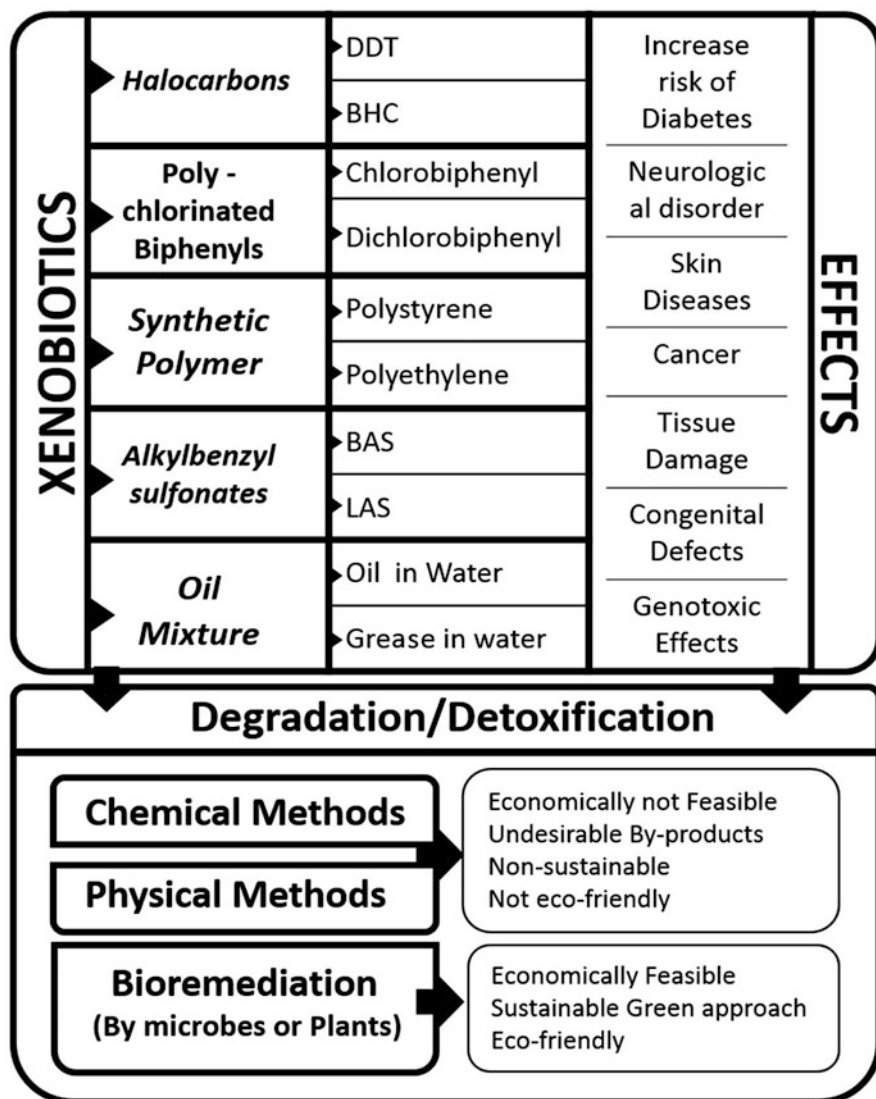 XENOBIOTICS
Halocarbons
DDT
BHC
Poly -
chlorinated
Biphenyls
Chlorobiphenyl
Dichlorobiphenyl
Synthetic
Polymer
Polystyrene
Polyethylene
Alkylbenzyl
sulfonates
BAS
LAS
Oil
Mixture
Oil in Water
Grease in water
Increase
risk of
Diabetes
Neurologic
al disorder
Skin
Diseases
Cancer
Tissue
Damage
Congenital
Defects
Genotoxic
Effects
EFFECTS
Degradation/Detoxification
Chemical Methods
Physical Methods
Economically not Feasible
Undesirable By-products
Non-sustainable
Not eco-friendly
Bioremediation
(By microbes or Plants)
Economically Feasible
Sustainable Green approach
Eco-friendly